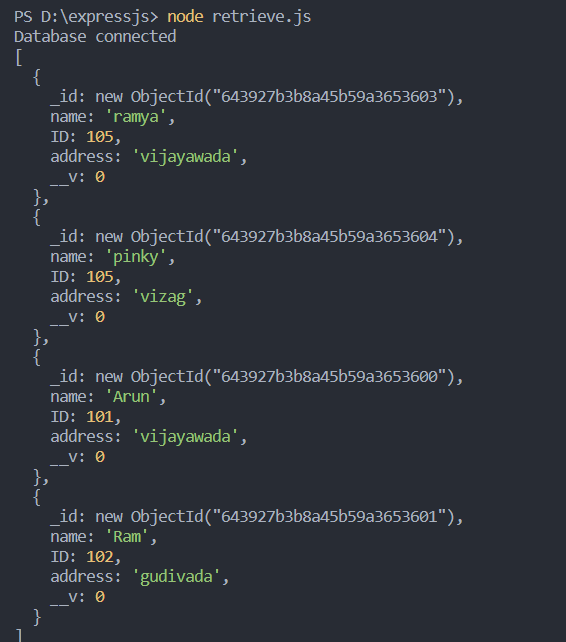 PS D:\expressjs> node retrieve.js
Database connected
[
  {
    _id: new ObjectId("643927b3b8a45b59a3653603"),
    name: 'ramya',
    ID: 105,
    address: 'vijayawada',
    __v: 0
  },
  {
    _id: new ObjectId("643927b3b8a45b59a3653604"),
    name: 'pinky',
    ID: 105,
    address: 'vizag',
    __v: 0
  },
  {
    _id: new ObjectId("643927b3b8a45b59a3653600"),
    name: 'Arun',
    ID: 101,
    address: 'vijayawada',
    __v: 0
  },
  {
    _id: new ObjectId("643927b3b8a45b59a3653601"),
    name: 'Ram',
    ID: 102,
    address: 'gudivada',
    __v: 0
  }
]